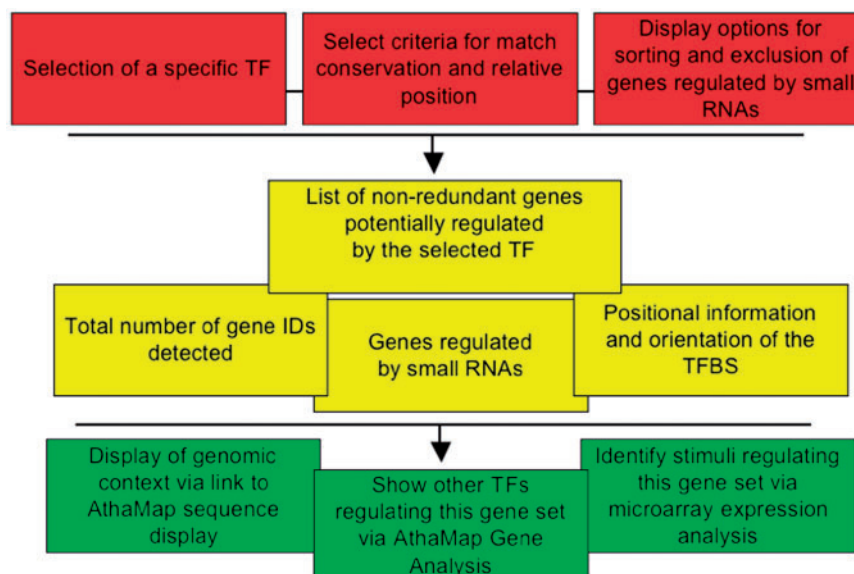 Selection of a specific TF
Select criteria for match
conservation and relative
position
Display options for
sorting and exclusion of
genes regulated by small
RNAs
List of non-redundant genes
potentially regulated
by the selected TF
Total number of gene IDs
detected
Genes regulated
by small RNAs
Positional information
and orientation of the
TFBS
Display of genomic
context via link to
AthaMap sequence
display
Show other TFs
regulating this gene set
via AthaMap Gene
Analysis
Identify stimuli regulating
this gene set via
microarray expression
analysis